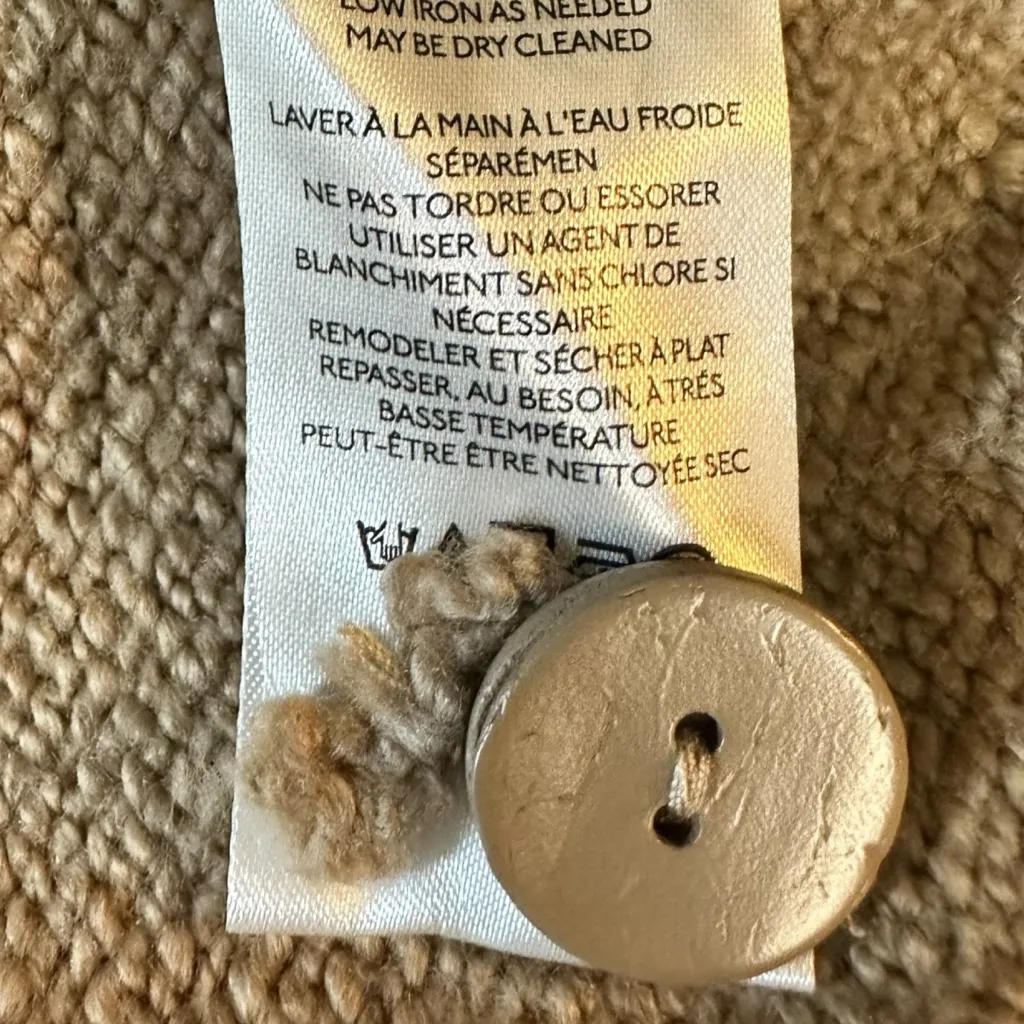 LOW IRON AS NEEDED
MAY BE DRY CLEANED
LAVER À LA MAIN À L'EAU FROIDE
SÉPARÉMEN
NE PAS TORDRE OU ESSORER
UTILISER UN AGENT DE
BLANCHIMENT SANS CHLORE SI
NÉCESSAIRE
REMODELER ET SÉCHER À PLAT
REPASSER, AU BESOIN, À TRÉS
BASSE TEMPÉRATURE
PEUT-ÊTRE ÊTRE NETTOYÉE SEC